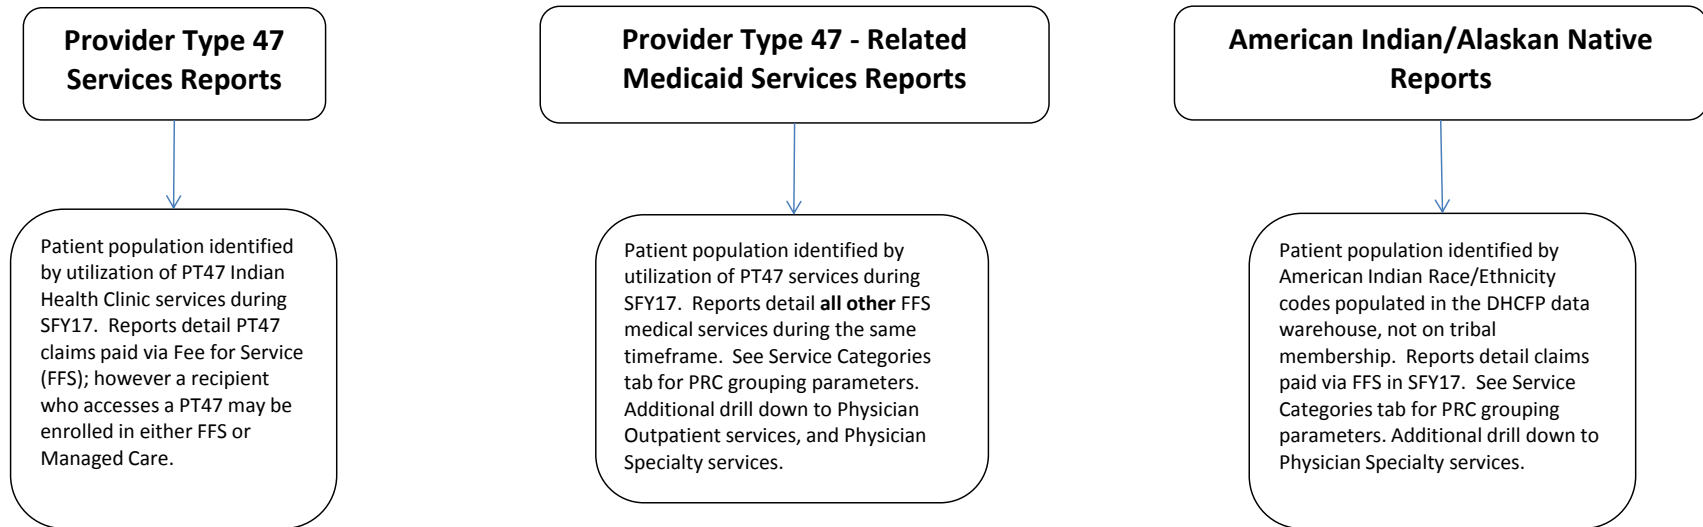 Provider Type 47
Services Reports
Patient population identified
by utilization of PT47 Indian
Health Clinic services during
SFY17.  Reports detail PT47
claims paid via Fee for Service
(FFS); however a recipient
who accesses a PT47 may be
enrolled in either FFS or
Managed Care.
Provider Type 47 - Related
Medicaid Services Reports
Patient population identified by
utilization of PT47 services during
SFY17.  Reports detail all other FFS
medical services during the same
timeframe.  See Service Categories
tab for PRC grouping parameters.
Additional drill down to Physician
Outpatient services, and Physician
Specialty services.
American Indian/Alaskan Native
Reports
Patient population identified by
American Indian Race/Ethnicity
codes populated in the DHCFP data
warehouse, not on tribal
membership.  Reports detail claims
paid via FFS in SFY17.  See Service
Categories tab for PRC grouping
parameters. Additional drill down to
Physician Specialty services.